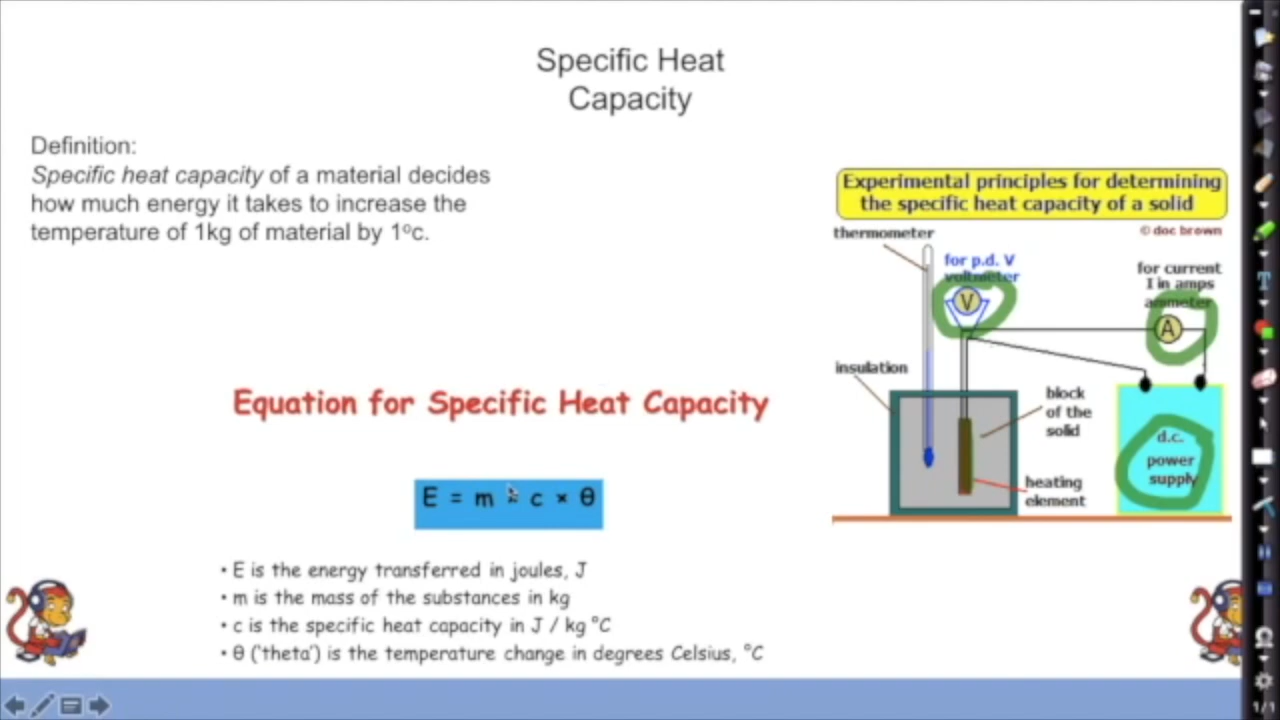 Specific Heat
Capacity
Definition:
Specific heat capacity of a material decides
how much energy it takes to increase the
temperature of 1kg of material by 1ºc.
Experimental principles for determining
the specific heat capacity of a solid
© doc brown
thermometer
for p.d. V
voltmeter
V
for current
I in amps
ammeter
A
insulation
block
of the
solid
d.c.
power
supply
heating
element
Equation for Specific Heat Capacity
E = m × c × θ
• E is the energy transferred in joules, J
• m is the mass of the substances in kg
• c is the specific heat capacity in J / kg °C
• θ ('theta') is the temperature change in degrees Celsius, °C
T
Ω
1/1